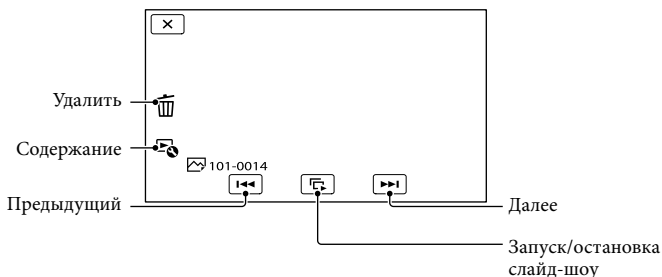 Удалить
Содержание
101-0014
Предыдущий
Далее
Запуск/остановка
слайд-шоу